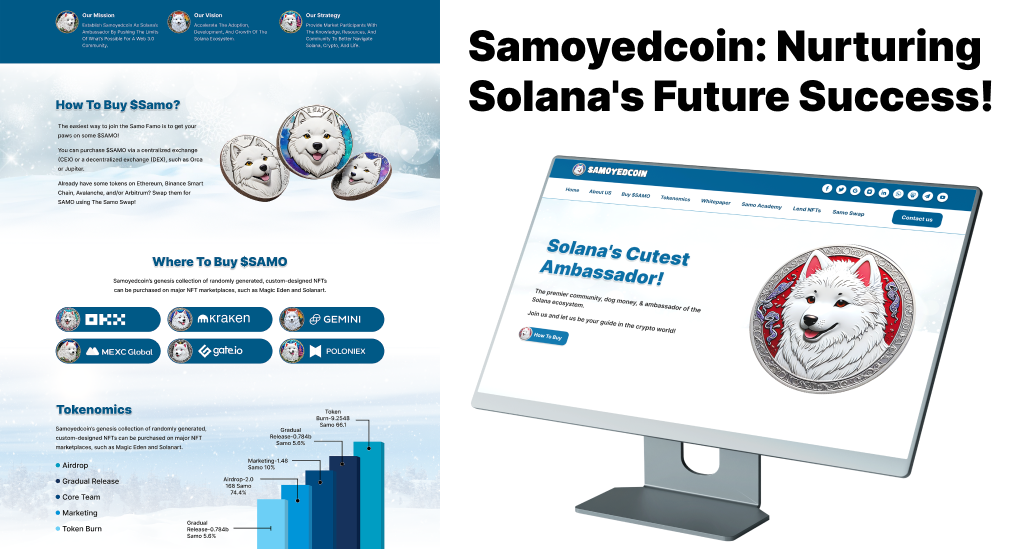 Our Mission
Establish Samoyedcoin As Solana's
Ambassador By Pushing The Limits
Of What's Possible For A Web 3.0
Community.
Our Vision
Accelerate The Adoption,
Development, And Growth Of The
Solana Ecosystem.
Our Strategy
Provide Market Participants With
The Knowledge, Resources, And
Community To Better Navigate
Solana, Crypto, And Life.
How To Buy $Samo?
The easiest way to join the Samo Famo is to get your
paws on some $SAMO!
You can purchase $SAMO via a centralized exchange
(CEX) or a decentralized exchange (DEX), such as Orca
or Jupiter.
Already have some tokens on Ethereum, Binance Smart
Chain, Avalanche, and/or Arbitrum? Swap them for
SAMO using The Samo Swap!
Where To Buy $SAMO
Samoyedcoin's genesis collection of randomly generated, custom-designed NFTs
can be purchased on major NFT marketplaces, such as Magic Eden and Solanart.
OKX
kraken
GEMINI
MEXC Global
gate.io
POLONIEX
Tokenomics
Samoyedcoin's genesis collection of randomly generated,
custom-designed NFTs can be purchased on major NFT
marketplaces, such as Magic Eden and Solanart.
Airdrop
Gradual Release
Core Team
Marketing
Token Burn
Token
Burn-9.254B
Samo 66.1
Gradual
Release-0.784b
Samo 5.6%
Marketing-1.46
Samo 10%
Airdrop-2.0
168 Samo
74.4%
Gradual
Release-0.784b
Samo 5.6%
Samoyedcoin: Nurturing
Solana's Future Success!
SAMOYEDCOIN
Home
About US
Buy $SAMO
Tokenomics
Whitepaper
Samo Academy
Lend NFTs
Samo Swap
Contact us
Solana's Cutest
Ambassador!
The premier community, dog money, & ambassador of the
Solana ecosystem.
Join us and let us be your guide in the crypto world!
How To Buy